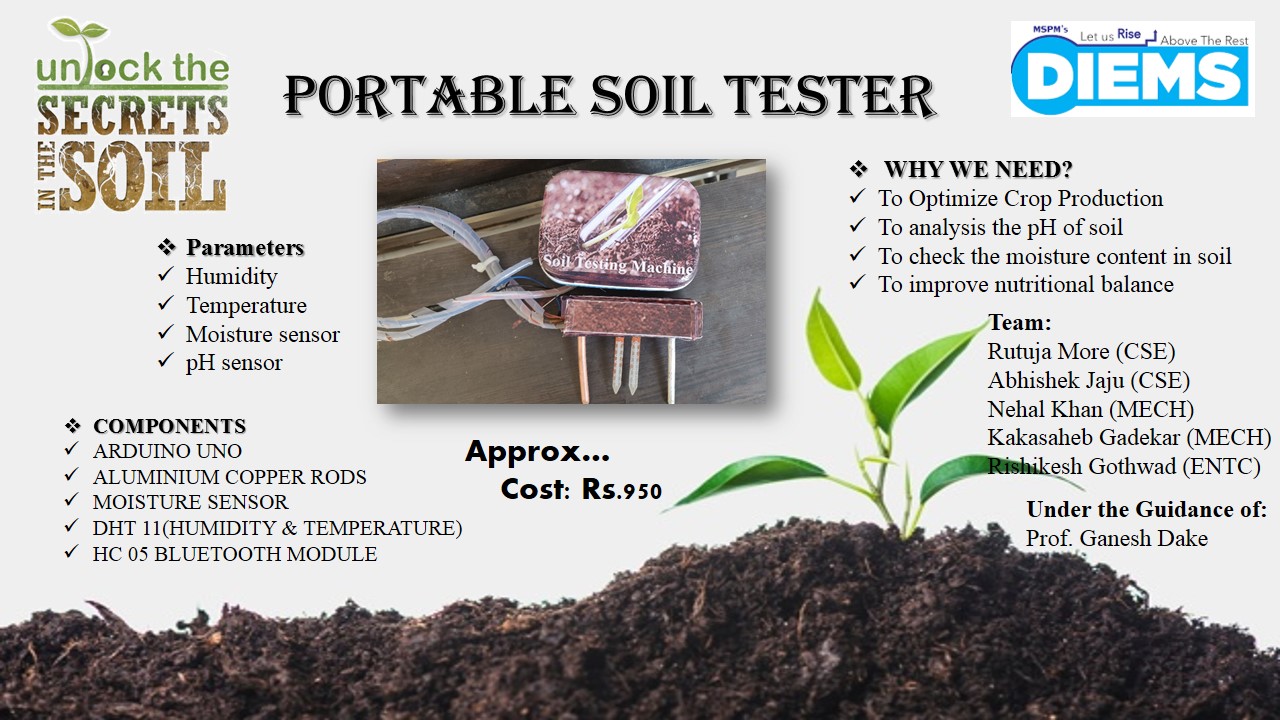 unlock the
SECRETS
IN THE
SOIL
PORTABLE SOIL TESTER
MSPM's
Let us Rise Above The Rest
DIEMS
Soil Testing Machine
❖ Parameters
✓ Humidity
✓ Temperature
✓ Moisture sensor
✓ pH sensor
❖ COMPONENTS
✓ ARDUINO UNO
✓ ALUMINIUM COPPER RODS
✓ MOISTURE SENSOR
✓ DHT 11(HUMIDITY & TEMPERATURE)
✓ HC 05 BLUETOOTH MODULE
Approx...
Cost: Rs.950
❖ WHY WE NEED?
✓ To Optimize Crop Production
✓ To analysis the pH of soil
✓ To check the moisture content in soil
✓ To improve nutritional balance
Team:
Rutuja More (CSE)
Abhishek Jaju (CSE)
Nehal Khan (MECH)
Kakasaheb Gadekar (MECH)
Rishikesh Gothwad (ENTC)
Under the Guidance of:
Prof. Ganesh Dake